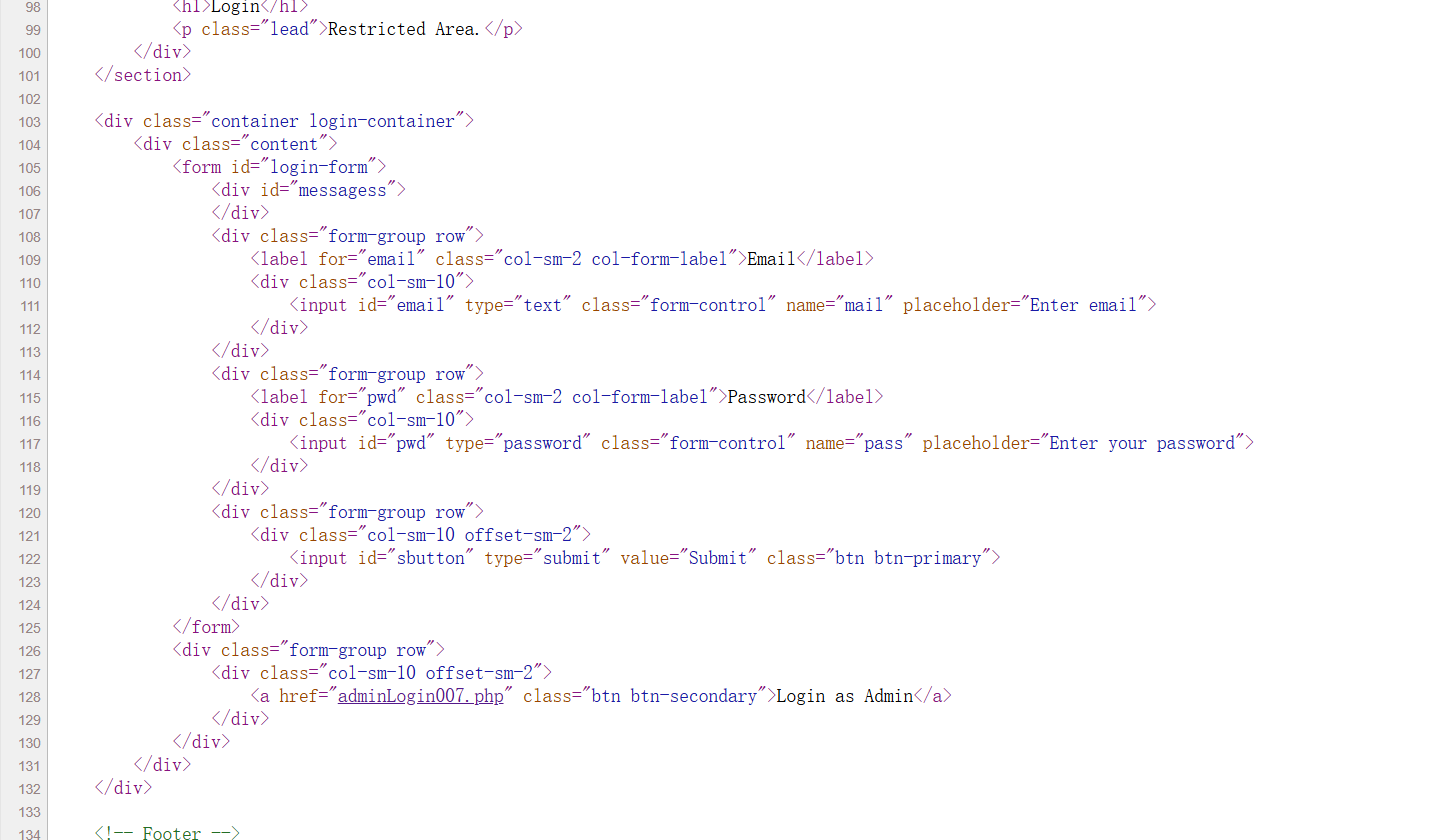 98 <h1>Login</h1>
99 <p class="lead">Restricted Area.</p>
100 </div>
101 </section>
102
103 <div class="container login-container">
104 <div class="content">
105 <form id="login-form">
106 <div id="messagess">
107 </div>
108 <div class="form-group row">
109 <label for="email" class="col-sm-2 col-form-label">Email</label>
110 <div class="col-sm-10">
111 <input id="email" type="text" class="form-control" name="mail" placeholder="Enter email">
112 </div>
113 </div>
114 <div class="form-group row">
115 <label for="pwd" class="col-sm-2 col-form-label">Password</label>
116 <div class="col-sm-10">
117 <input id="pwd" type="password" class="form-control" name="pass" placeholder="Enter your password">
118 </div>
119 </div>
120 <div class="form-group row">
121 <div class="col-sm-10 offset-sm-2">
122 <input id="sbutton" type="submit" value="Submit" class="btn btn-primary">
123 </div>
124 </div>
125 </form>
126 <div class="form-group row">
127 <div class="col-sm-10 offset-sm-2">
128 <a href="adminLogin007.php" class="btn btn-secondary">Login as Admin</a>
129 </div>
130 </div>
131 </div>
132 </div>
133
134 <!-- Footer -->